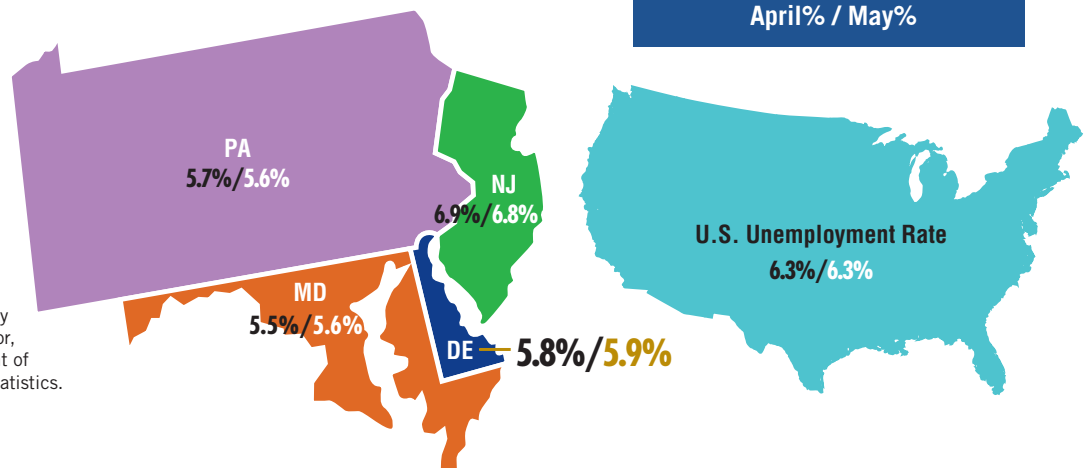 April% / May%
PA
5.7%/5.6%
NJ
6.9%/6.8%
U.S. Unemployment Rate
6.3%/6.3%
MD
5.5%/5.6%
DE
5.8%/5.9%
t of